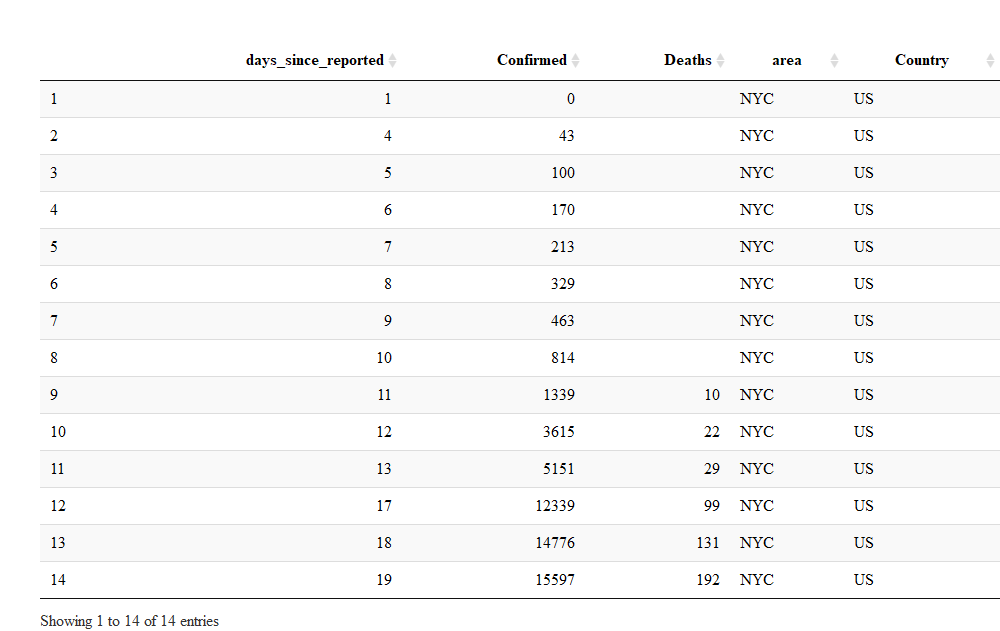 days_since_reported Confirmed Deaths area Country
1 1 0 NYC US
2 4 43 NYC US
3 5 100 NYC US
4 6 170 NYC US
5 7 213 NYC US
6 8 329 NYC US
7 9 463 NYC US
8 10 814 NYC US
9 11 1339 10 NYC US
10 12 3615 22 NYC US
11 13 5151 29 NYC US
12 17 12339 99 NYC US
13 18 14776 131 NYC US
14 19 15597 192 NYC US
Showing 1 to 14 of 14 entries